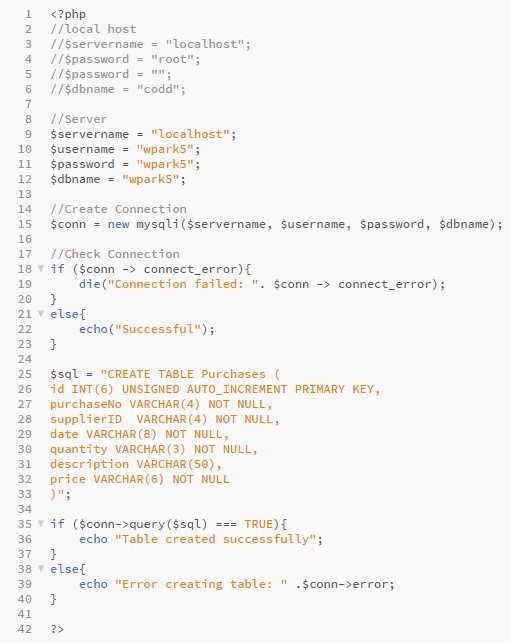 1 <?php
2 //local host
3 //$servername = "localhost";
4 //$password = "root";
5 //$password = "";
6 //$dbname = "codd";
7
8 //Server
9 $servername = "localhost";
10 $username = "wpark5";
11 $password = "wpark5";
12 $dbname = "wpark5";
13
14 //Create Connection
15 $conn = new mysqli($servername, $username, $password, $dbname);
16
17 //Check Connection
18 if ($conn -> connect_error){
19     die("Connection failed: ". $conn -> connect_error);
20 }
21 else{
22     echo("Successful");
23 }
24
25 $sql = "CREATE TABLE Purchases (
26 id INT(6) UNSIGNED AUTO_INCREMENT PRIMARY KEY,
27 purchaseNo VARCHAR(4) NOT NULL,
28 supplierID  VARCHAR(4) NOT NULL,
29 date VARCHAR(8) NOT NULL,
30 quantity VARCHAR(3) NOT NULL,
31 description VARCHAR(50),
32 price VARCHAR(6) NOT NULL
33 )";
34
35 if ($conn->query($sql) === TRUE){
36     echo "Table created successfully";
37 }
38 else{
39     echo "Error creating table: " .$conn->error;
40 }
41
42 ?>